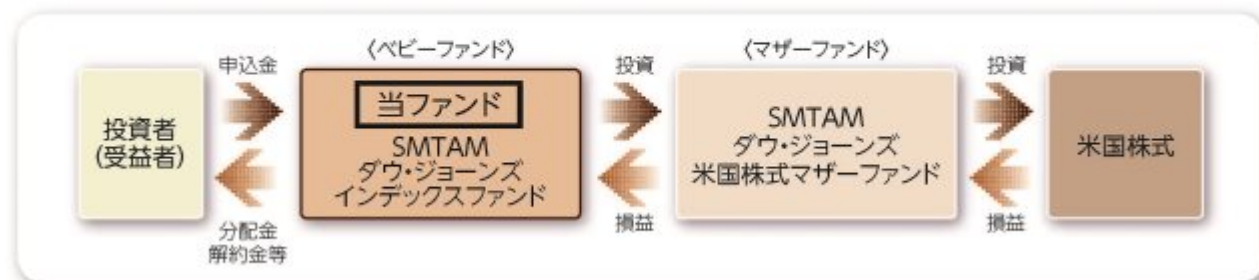 投資者
(受益者)
申込金
分配金
解約金等
〈ベビーファンド〉
当ファンド
SMTAM
ダウ・ジョーンズ
インデックスファンド
投資
損益
〈マザーファンド〉
SMTAM
ダウ・ジョーンズ
米国株式マザーファンド
投資
損益
米国株式